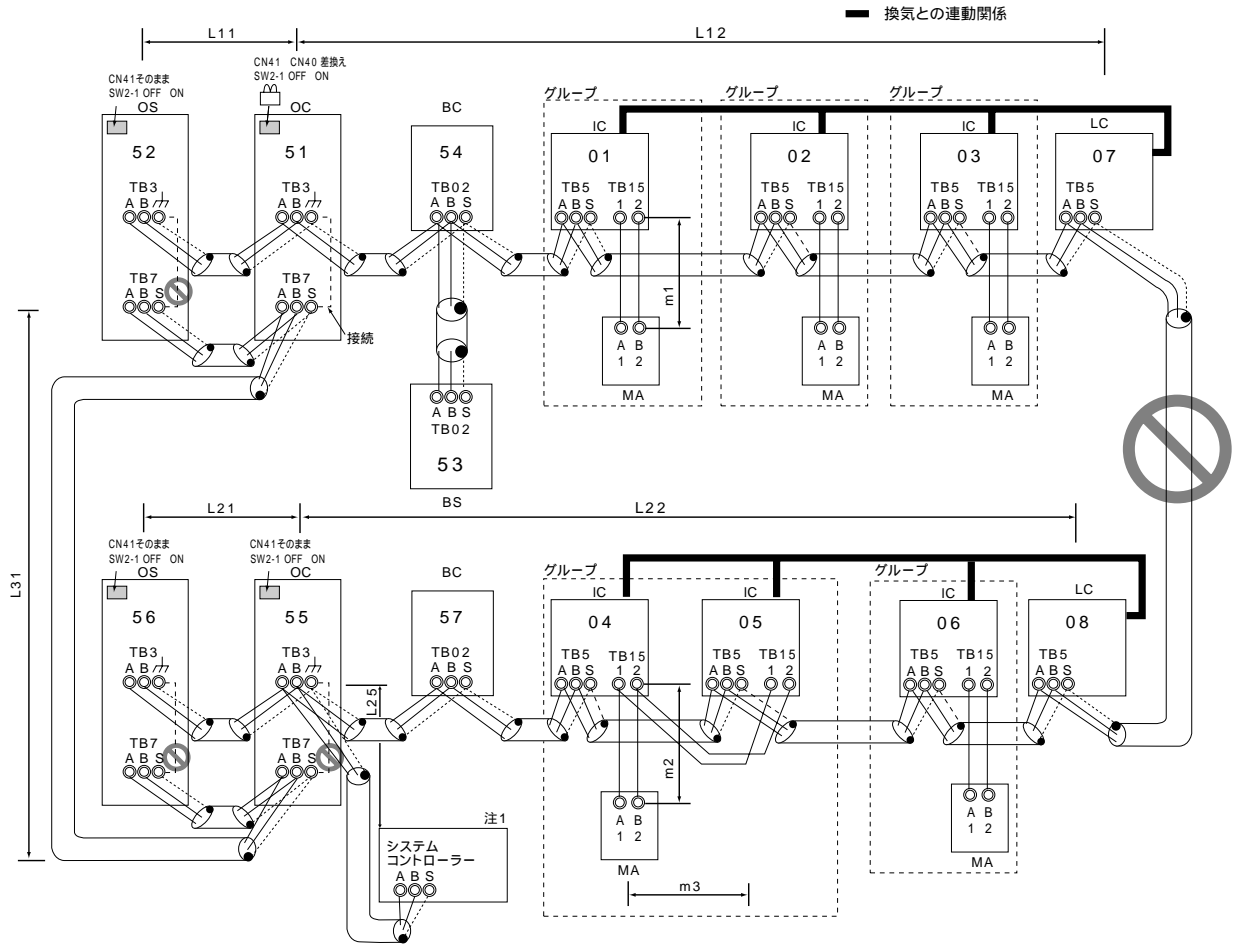 換気との連動関係
L11
L12
CN41そのまま
SW2-1 OFF ON
OS
CN41 CN40 差換え
SW2-1 OFF ON
OC
BC
グループ
グループ
グループ
IC
IC
IC
LC
52
51
54
01
02
03
07
TB3
A B
TB3
A B
TB02
A B S
TB5
A B S
TB15
1 2
TB5
A B S
TB15
1 2
TB5
A B S
TB15
1 2
TB5
A B S
TB7
A B S
TB7
A B S
接続
m1
A B
1 2
MA
A B
1 2
MA
A B
1 2
MA
A B S
TB02
53
BS
L31
L21
L22
CN41そのまま
SW2-1 OFF ON
OS
CN41そのまま
SW2-1 OFF ON
OC
BC
グループ
グループ
IC
IC
IC
LC
56
55
57
04
05
06
08
TB3
A B
TB3
A B
TB02
A B S
TB5
A B S
TB15
1 2
TB5
A B S
TB15
1 2
TB5
A B S
TB15
1 2
TB5
A B S
L25
TB7
A B S
TB7
A B S
m2
注1
システム
コントローラー
A B S
A B
1 2
MA
m3
A B
1 2
MA